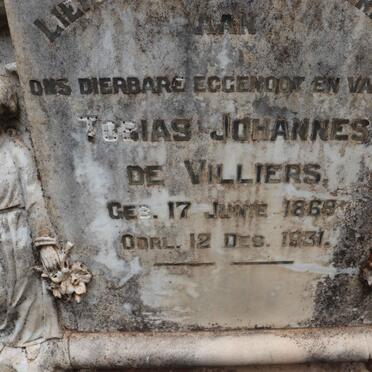 AAN
ONS DIERBARE EGGENOOT EN VA
TOBIAS JOHANNES
DE VILLIERS.
GEB. 17 JUNIE 1869
OORL. 12 DES. 1931.